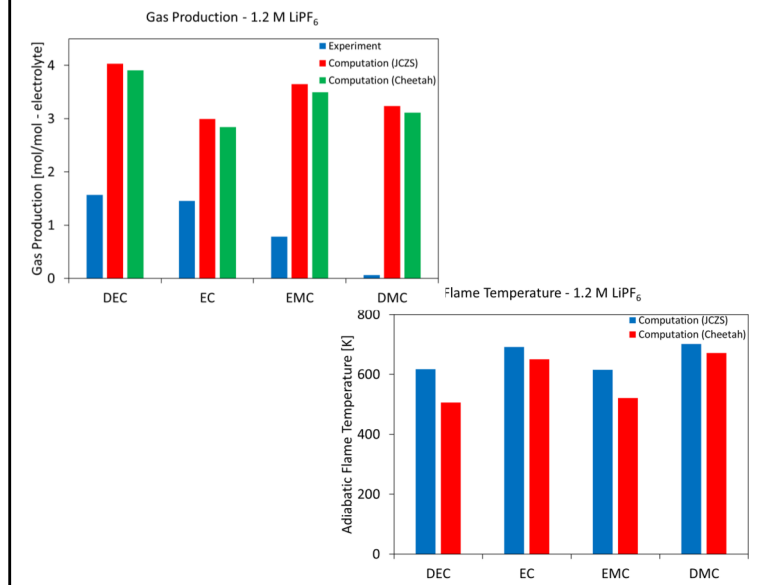 Gas Production - 1.2 M LiPF₆
Gas Production [mol/mol - electrolyte]
4
3
2
1
0
Experiment
Computation (JCZS)
Computation (Cheetah)
DEC EC EMC DMC
Flame Temperature - 1.2 M LiPF₆
Adiabatic Flame Temperature [K]
800
600
400
200
0
Computation (JCZS)
Computation (Cheetah)
DEC EC EMC DMC